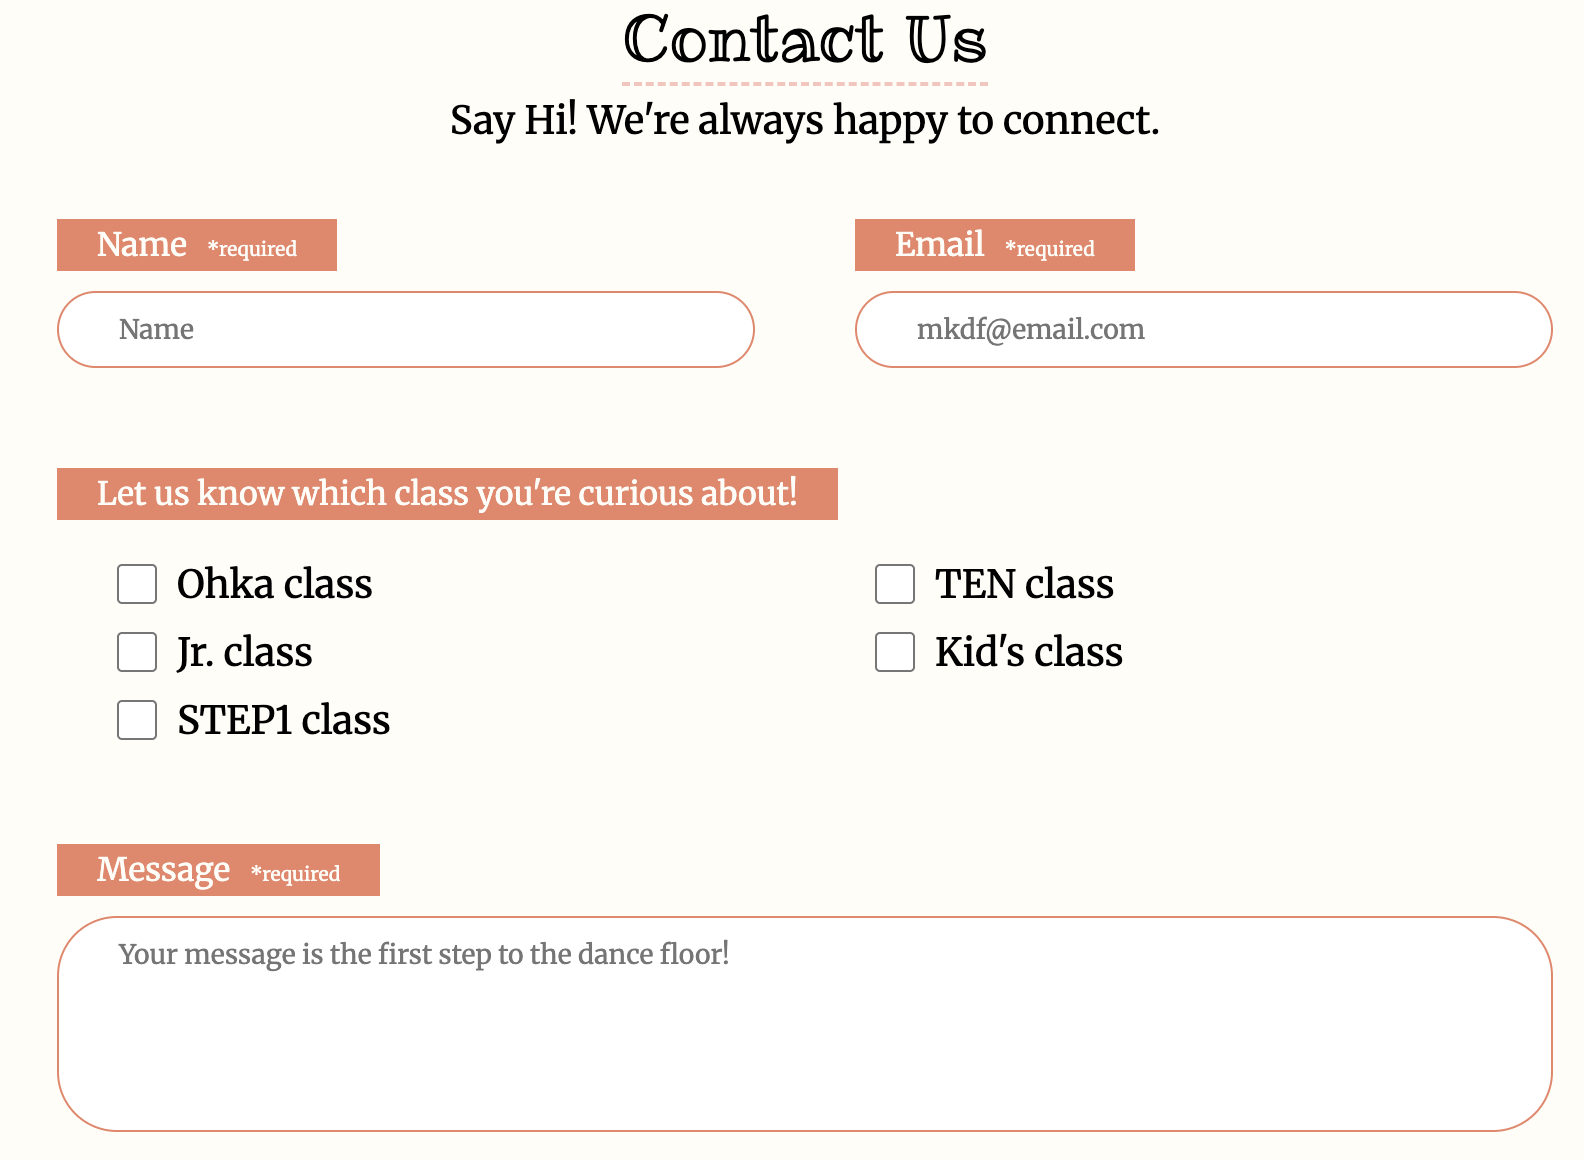 Contact Us
Say Hi! We're always happy to connect.
Name *required
Email *required
Name
mkdf@email.com
Let us know which class you're curious about!
Ohka class
TEN class
Jr. class
Kid's class
STEP1 class
Message *required
Your message is the first step to the dance floor!